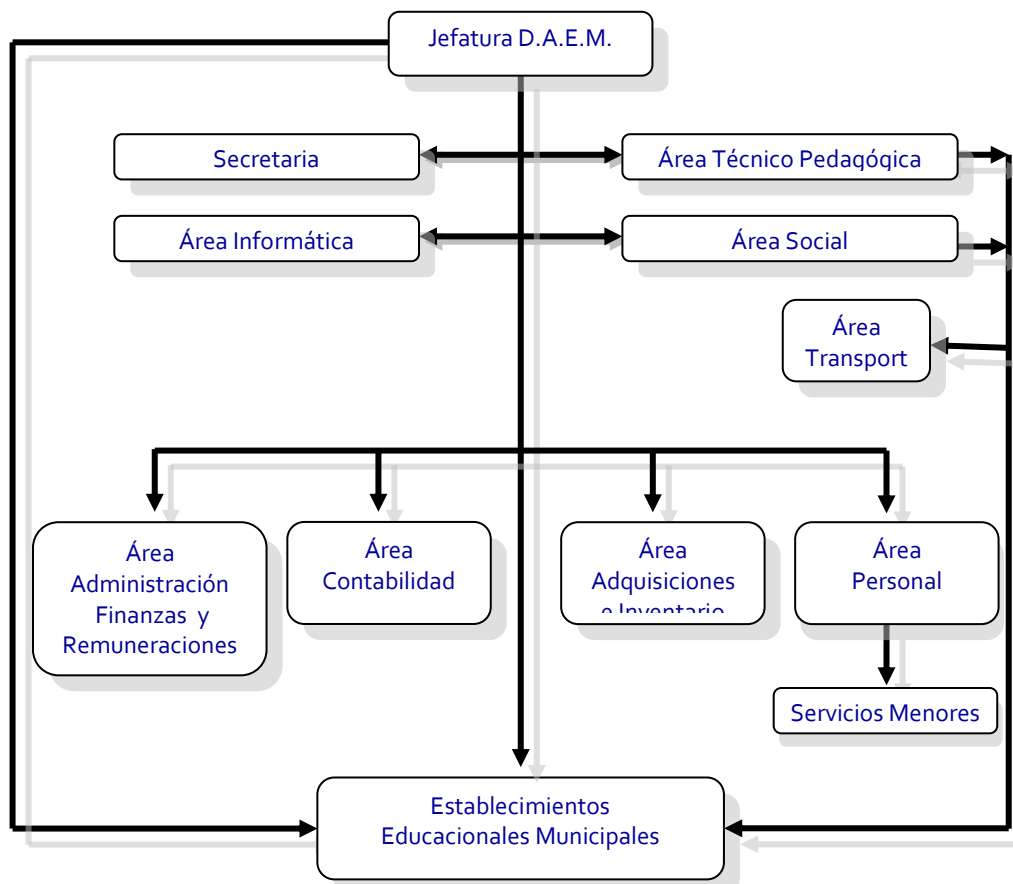 Jefatura D.A.E.M.
Secretaria
Área Técnico Pedagógica
Área Informática
Área Social
Área
Transport
Área
Administración
Finanzas y
Remuneraciones
Área
Contabilidad
Área
Adquisiciones
e Inventario
Área
Personal
Servicios Menores
Establecimientos
Educacionales Municipales